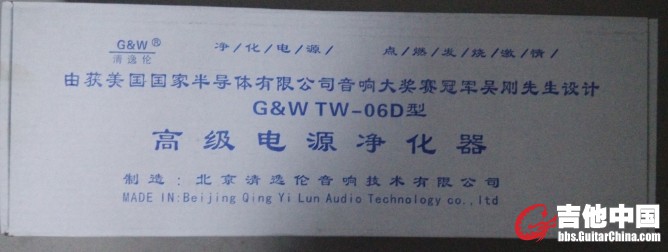 G&W® 净/化/电/源/ 点/燃/发/烧/激/情/
清逸伦
由获美国国家半导体有限公司音响大奖赛冠军吴刚先生设计
G&W TW-06D型
高级电源净化器
制造:北京清逸伦音响技术有限公司
MADE IN:Beijing Qing Yi Lun Audio Technology co.,ltd
吉他中国
bbs.GuitarChina.com